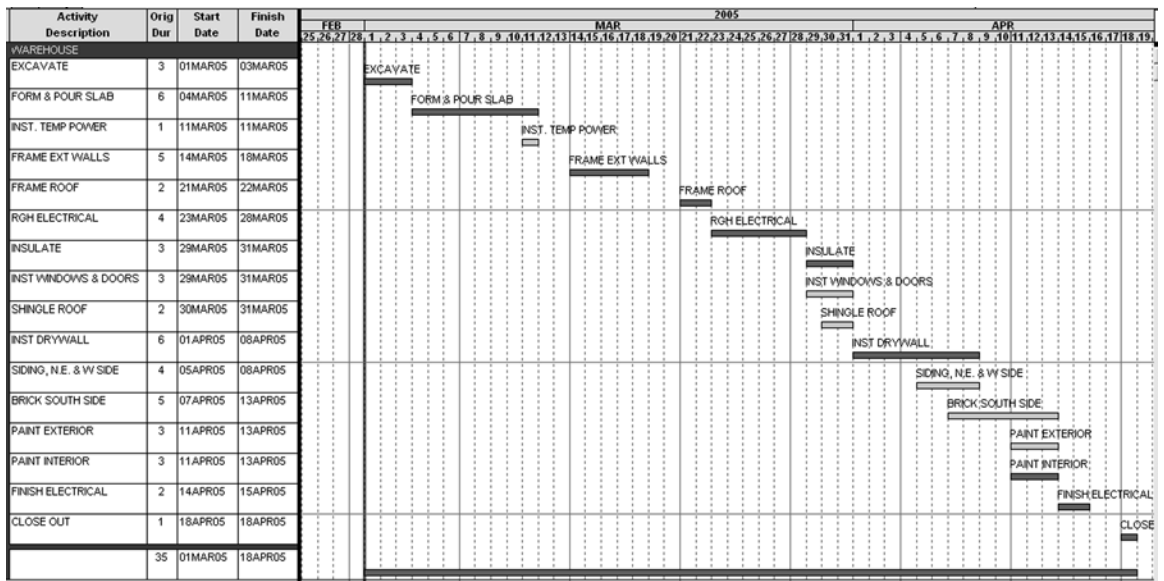 Activity Orig Start Finish 2005
Description Dur Date Date FEB MAR APR
25,26,27,28 1,2,3,4,5,6,7,8,9,10,11,12,13,14,15,16,17,18,19,20,21,22,23,24,25,26,27,28,29,30,31 1,2,3,4,5,6,7,8,9,10,11,12,13,14,15,16,17,18,19
WAREHOUSE
EXCAVATE 3 01MAR05 03MAR05 EXCAVATE
FORM & POUR SLAB 6 04MAR05 11MAR05 FORM & POUR SLAB
INST. TEMP POWER 1 11MAR05 11MAR05 INST. TEMP POWER
FRAME EXT WALLS 5 14MAR05 18MAR05 FRAME EXT WALLS
FRAME ROOF 2 21MAR05 22MAR05 FRAME ROOF
RGH ELECTRICAL 4 23MAR05 28MAR05 RGH ELECTRICAL
INSULATE 3 29MAR05 31MAR05 INSULATE
INST WINDOWS & DOORS 3 29MAR05 31MAR05 INST WINDOWS & DOORS
SHINGLE ROOF 2 30MAR05 31MAR05 SHINGLE ROOF
INST DRYWALL 6 01APR05 08APR05 INST DRYWALL
SIDING, N.E. & W SIDE 4 05APR05 08APR05 SIDING, N.E. & W SIDE
BRICK SOUTH SIDE 5 07APR05 13APR05 BRICK SOUTH SIDE
PAINT EXTERIOR 3 11APR05 13APR05 PAINT EXTERIOR
PAINT INTERIOR 3 11APR05 13APR05 PAINT INTERIOR
FINISH ELECTRICAL 2 14APR05 15APR05 FINISH ELECTRICAL
CLOSE OUT 1 18APR05 18APR05 CLOSE
35 01MAR05 18APR05